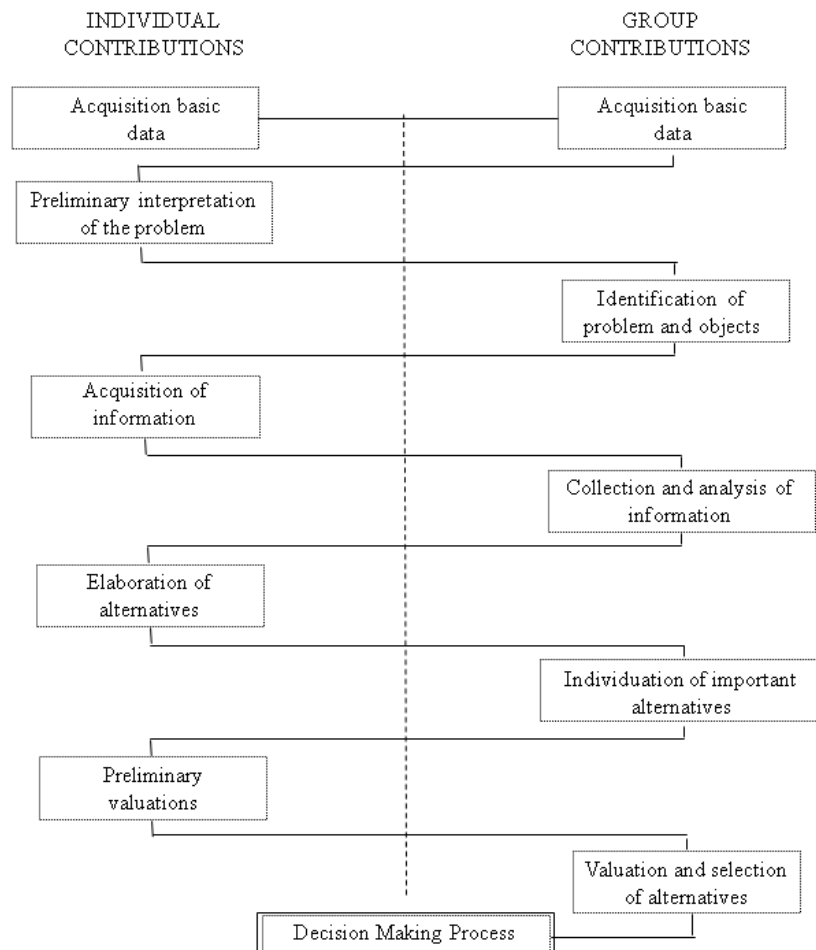 INDIVIDUAL
CONTRIBUTIONS
GROUP
CONTRIBUTIONS
Acquisition basic
data
Acquisition basic
data
Preliminary interpretation
of the problem
Identification of
problem and objects
Acquisition of
information
Collection and analysis of
information
Elaboration of
alternatives
Individuation of important
alternatives
Preliminary
valuations
Valuation and selection
of alternatives
Decision Making Process